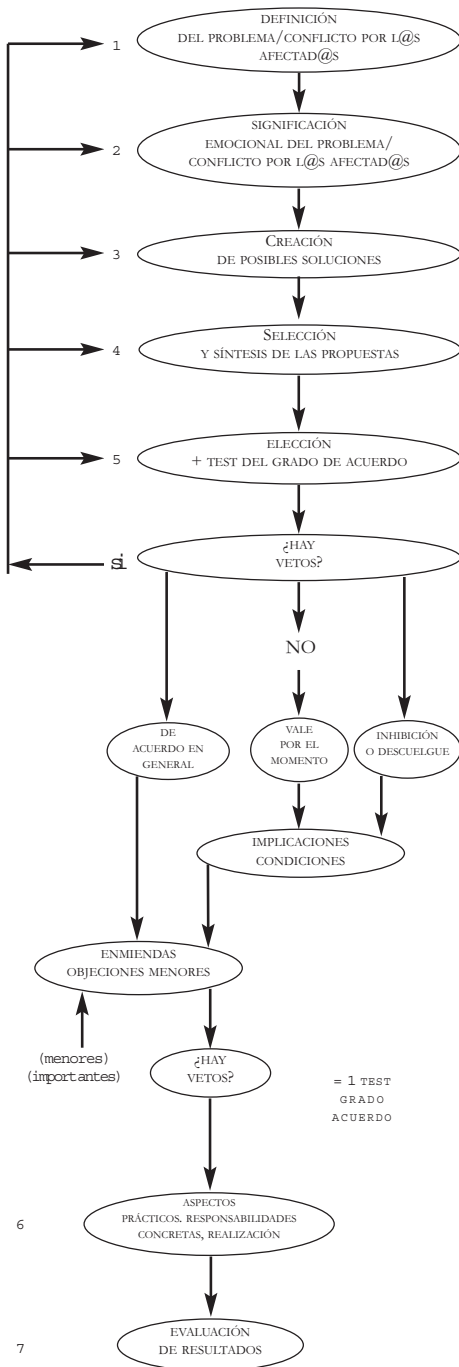 1
DEFINICIÓN
DEL PROBLEMA/CONFLICTO POR L@S
AFECTAD@S
2
SIGNIFICACIÓN
EMOCIONAL DEL PROBLEMA/
CONFLICTO POR L@S AFECTAD@S
3
CREACIÓN
DE POSIBLES SOLUCIONES
4
SELECCIÓN
Y SÍNTESIS DE LAS PROPUESTAS
5
ELECCIÓN
+ TEST DEL GRADO DE ACUERDO
si
¿HAY
VETOS?
NO
DE
ACUERDO EN
GENERAL
VALE
POR EL
MOMENTO
INHIBICIÓN
O DESCUELGUE
IMPLICACIONES
CONDICIONES
ENMIENDAS
OBJECIONES MENORES
(menores)
(importantes)
¿HAY
VETOS?
= 1 TEST
GRADO
ACUERDO
6
ASPECTOS
PRÁCTICOS. RESPONSABILIDADES
CONCRETAS, REALIZACIÓN
7
EVALUACIÓN
DE RESULTADOS